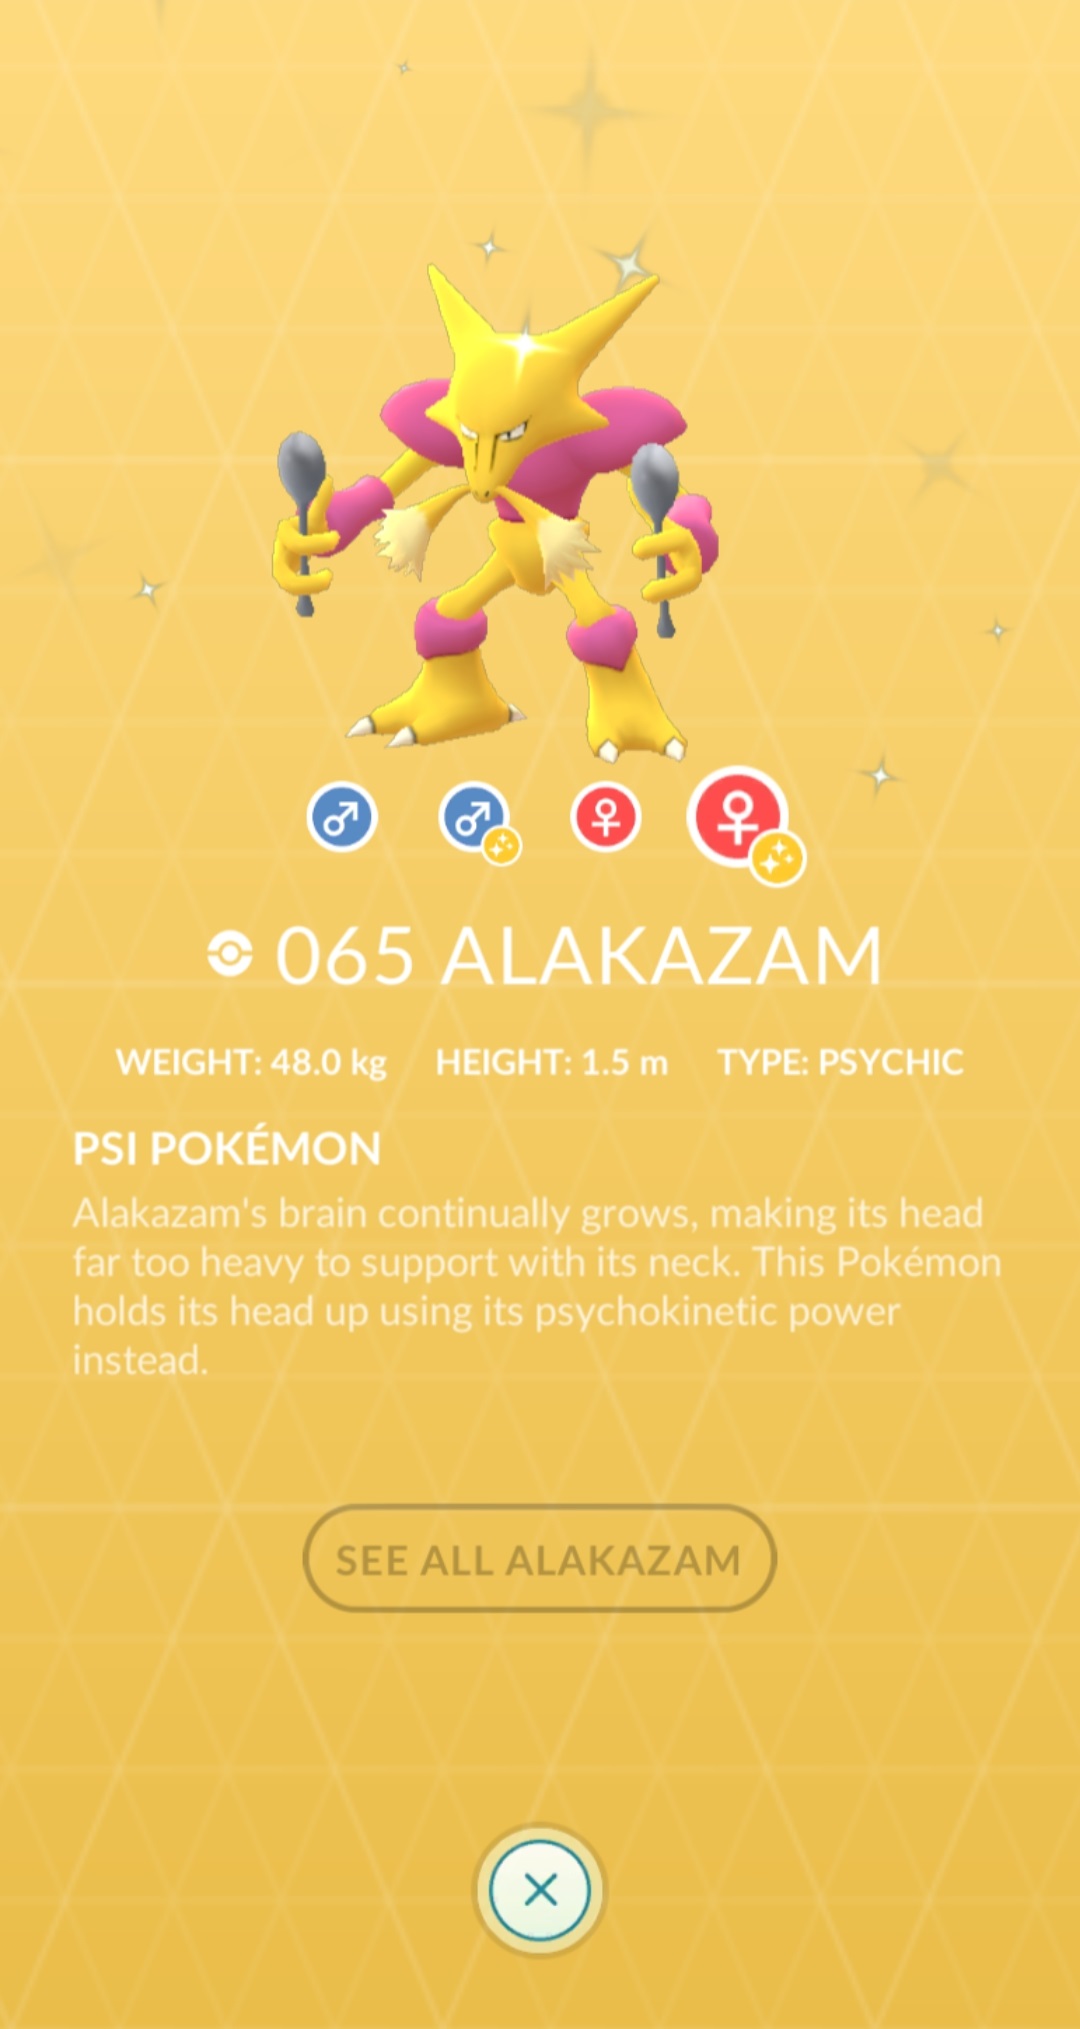 065 ALAKAZAM
WEIGHT: 48.0 kg HEIGHT: 1.5 m TYPE: PSYCHIC
PSI POKÉMON
Alakazam's brain continually grows, making its head
far too heavy to support with its neck. This Pokémon
holds its head up using its psychokinetic power
instead.
SEE ALL ALAKAZAM